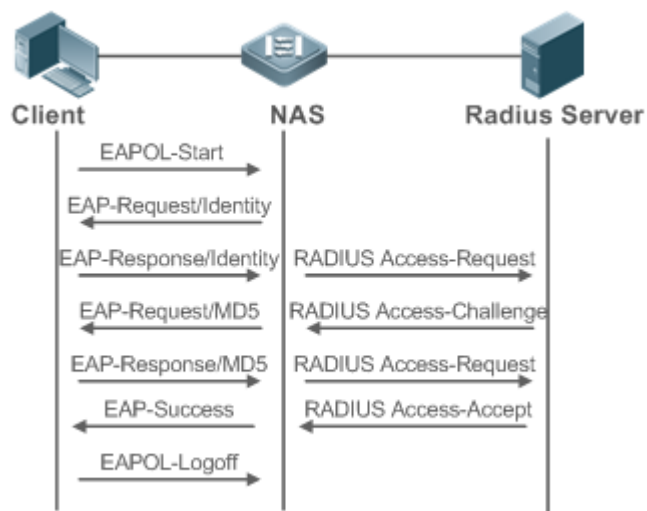 Client NAS Radius Server
EAPOL-Start
EAP-Request/Identity
EAP-Response/Identity RADIUS Access-Request
EAP-Request/MD5 RADIUS Access-Challenge
EAP-Response/MD5 RADIUS Access-Request
EAP-Success RADIUS Access-Accept
EAPOL-Logoff